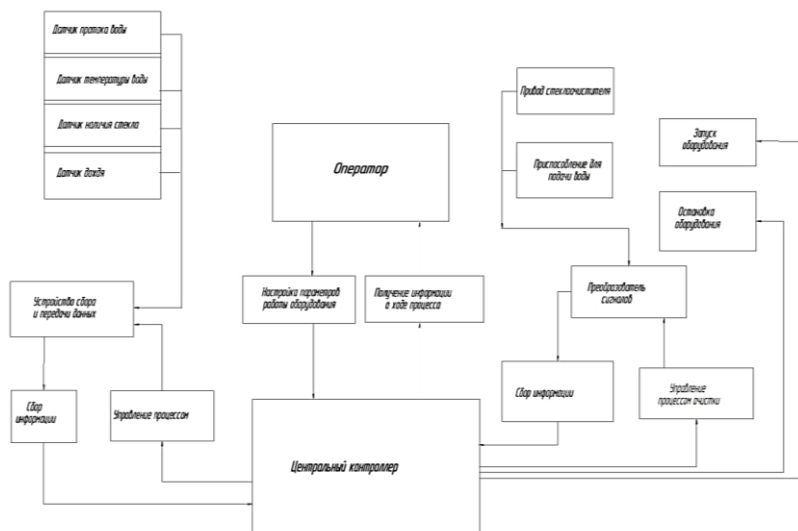 Датчик протока воды
Датчик температуры воды
Датчик наличия стекла
Датчик дождя
Оператор
Привод стеклоочистителя
Приспособление для
подачи воды
Запуск
оборудования
Остановка
оборудования
Устройство сбора
и передачи данных
Настройка параметров
работы оборудования
Получение информации
о ходе процесса
Преобразователь
сигналов
Сбор
информации
Управление процессом
Сбор информации
Управление
процессом очистки
Центральный контроллер